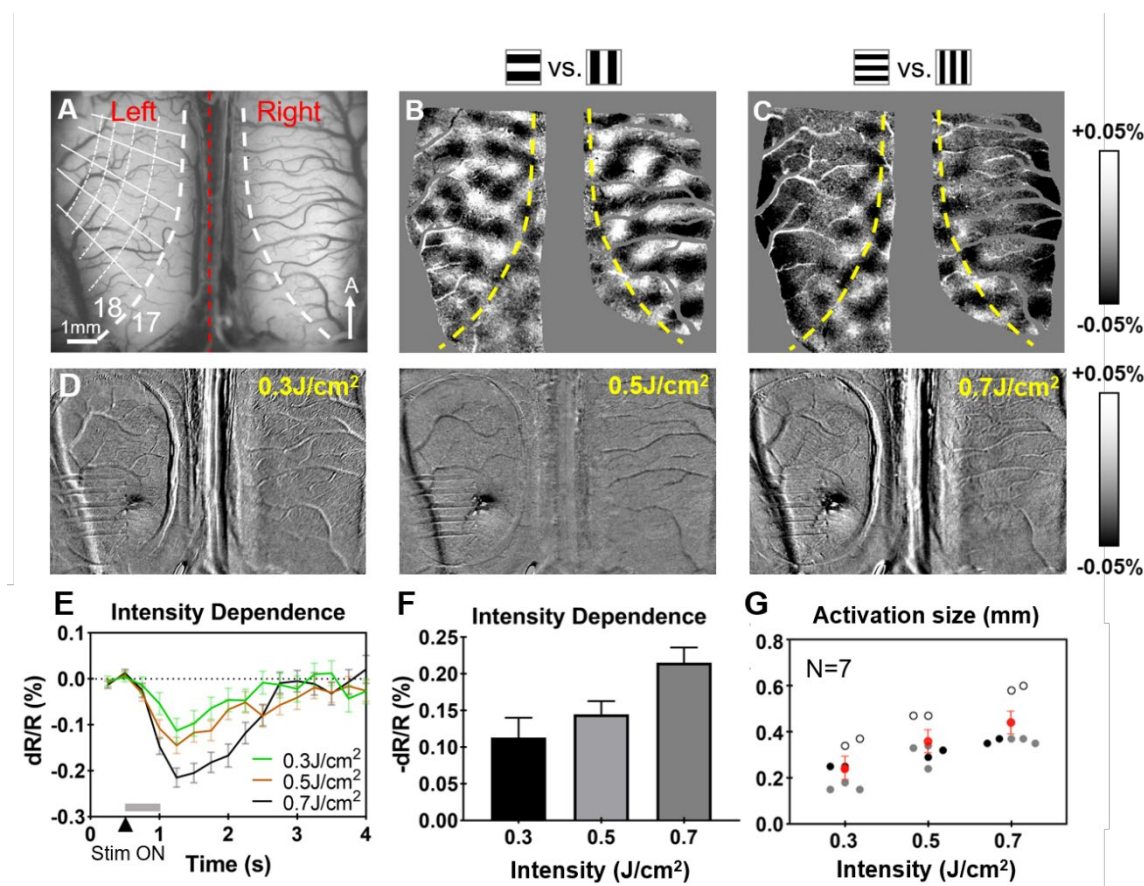 vs.
vs.
A
Left
Right
18
17
1mm
A
B
C
+0.05%
-0.05%
D
0.3J/cm²
0.5J/cm²
0.7J/cm²
+0.05%
-0.05%
E
Intensity Dependence
dR/R (%)
0.1
0.0
-0.1
-0.2
-0.3
0.3J/cm²
0.5J/cm²
0.7J/cm²
0
1
2
3
4
Stim ON
Time (s)
F
Intensity Dependence
-dR/R (%)
0.25
0.20
0.15
0.10
0.05
0.00
0.3
0.5
0.7
Intensity (J/cm²)
G
Activation size (mm)
N=7
0.8
0.6
0.4
0.2
0.0
0.3
0.5
0.7
Intensity (J/cm²)